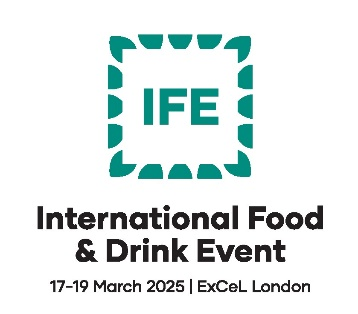 IFE
International Food
& Drink Event
17-19 March 2025 | ExCeL London